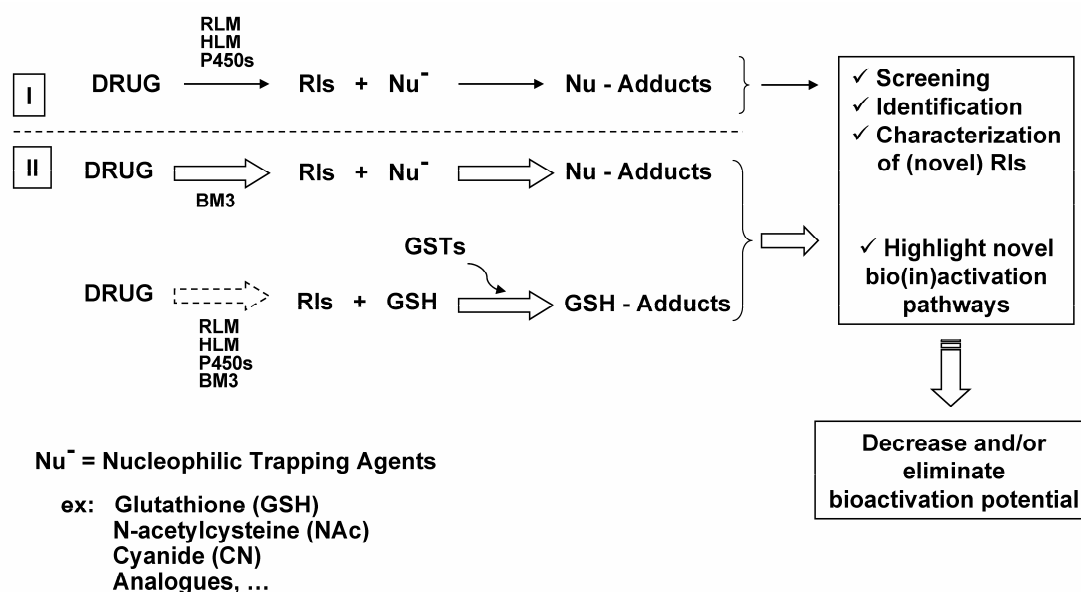 RLM
HLM
P450s
I
DRUG
RIs + Nu⁻
Nu - Adducts
II
DRUG
BM3
RIs + Nu⁻
Nu - Adducts
GSTs
DRUG
RLM
HLM
P450s
BM3
RIs + GSH
GSH - Adducts
✓ Screening
✓ Identification
✓ Characterization
of (novel) RIs
✓ Highlight novel
bio(in)activation
pathways
Decrease and/or
eliminate
bioactivation potential
Nu⁻ = Nucleophilic Trapping Agents
ex: Glutathione (GSH)
N-acetylcysteine (NAc)
Cyanide (CN)
Analogues, ...